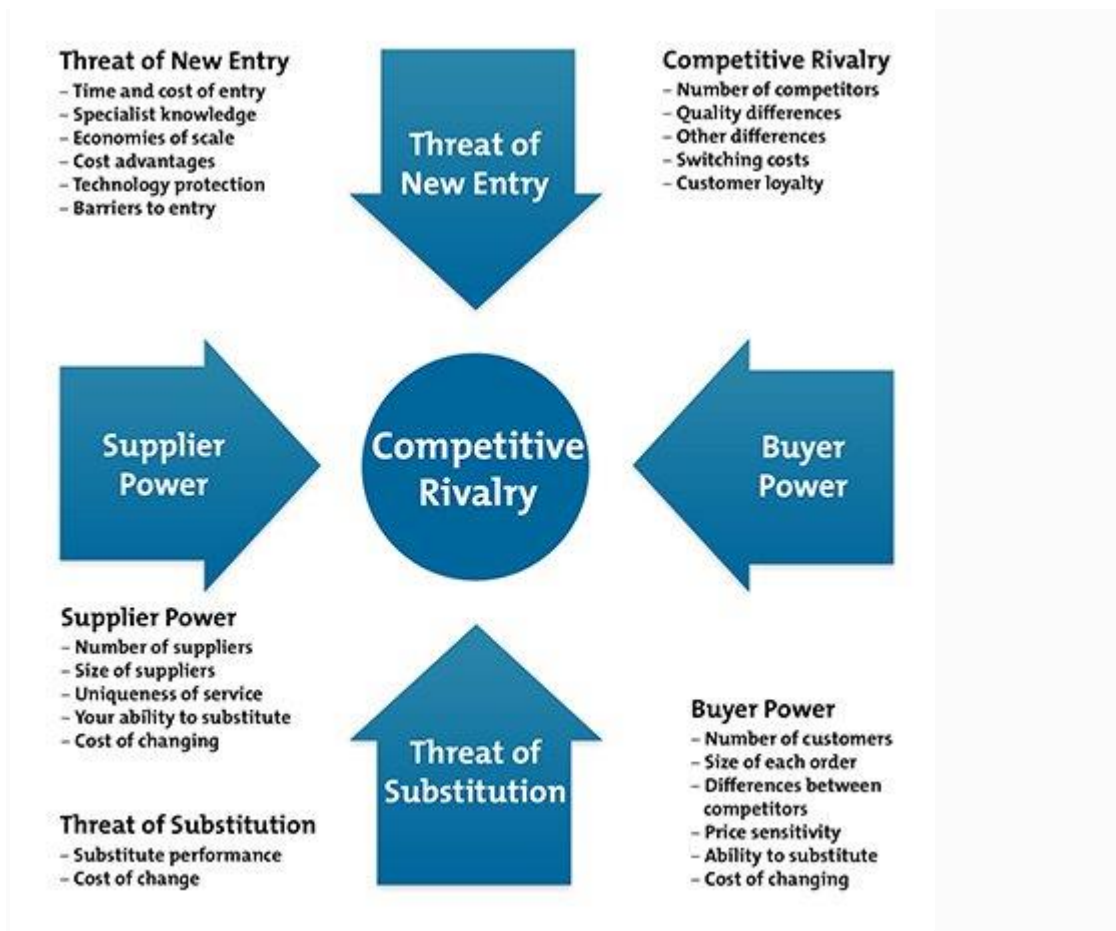 Threat of New Entry
– Time and cost of entry
– Specialist knowledge
– Economies of scale
– Cost advantages
– Technology protection
– Barriers to entry
Threat of
New Entry
Competitive Rivalry
– Number of competitors
– Quality differences
– Other differences
– Switching costs
– Customer loyalty
Supplier
Power
Competitive
Rivalry
Buyer
Power
Supplier Power
– Number of suppliers
– Size of suppliers
– Uniqueness of service
– Your ability to substitute
– Cost of changing
Threat of
Substitution
Buyer Power
– Number of customers
– Size of each order
– Differences between
competitors
– Price sensitivity
– Ability to substitute
– Cost of changing
Threat of Substitution
– Substitute performance
– Cost of change